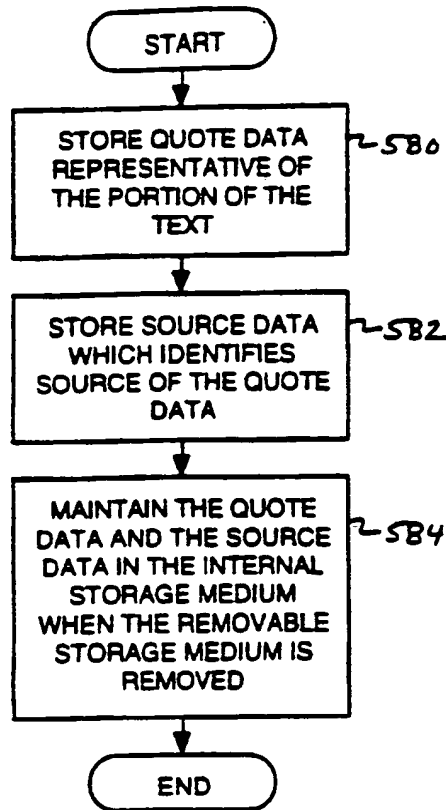 START
STORE QUOTE DATA
REPRESENTATIVE OF
THE PORTION OF THE
TEXT
580
STORE SOURCE DATA
WHICH IDENTIFIES
SOURCE OF THE QUOTE
DATA
582
MAINTAIN THE QUOTE
DATA AND THE SOURCE
DATA IN THE INTERNAL
STORAGE MEDIUM
WHEN THE REMOVABLE
STORAGE MEDIUM IS
REMOVED
584
END